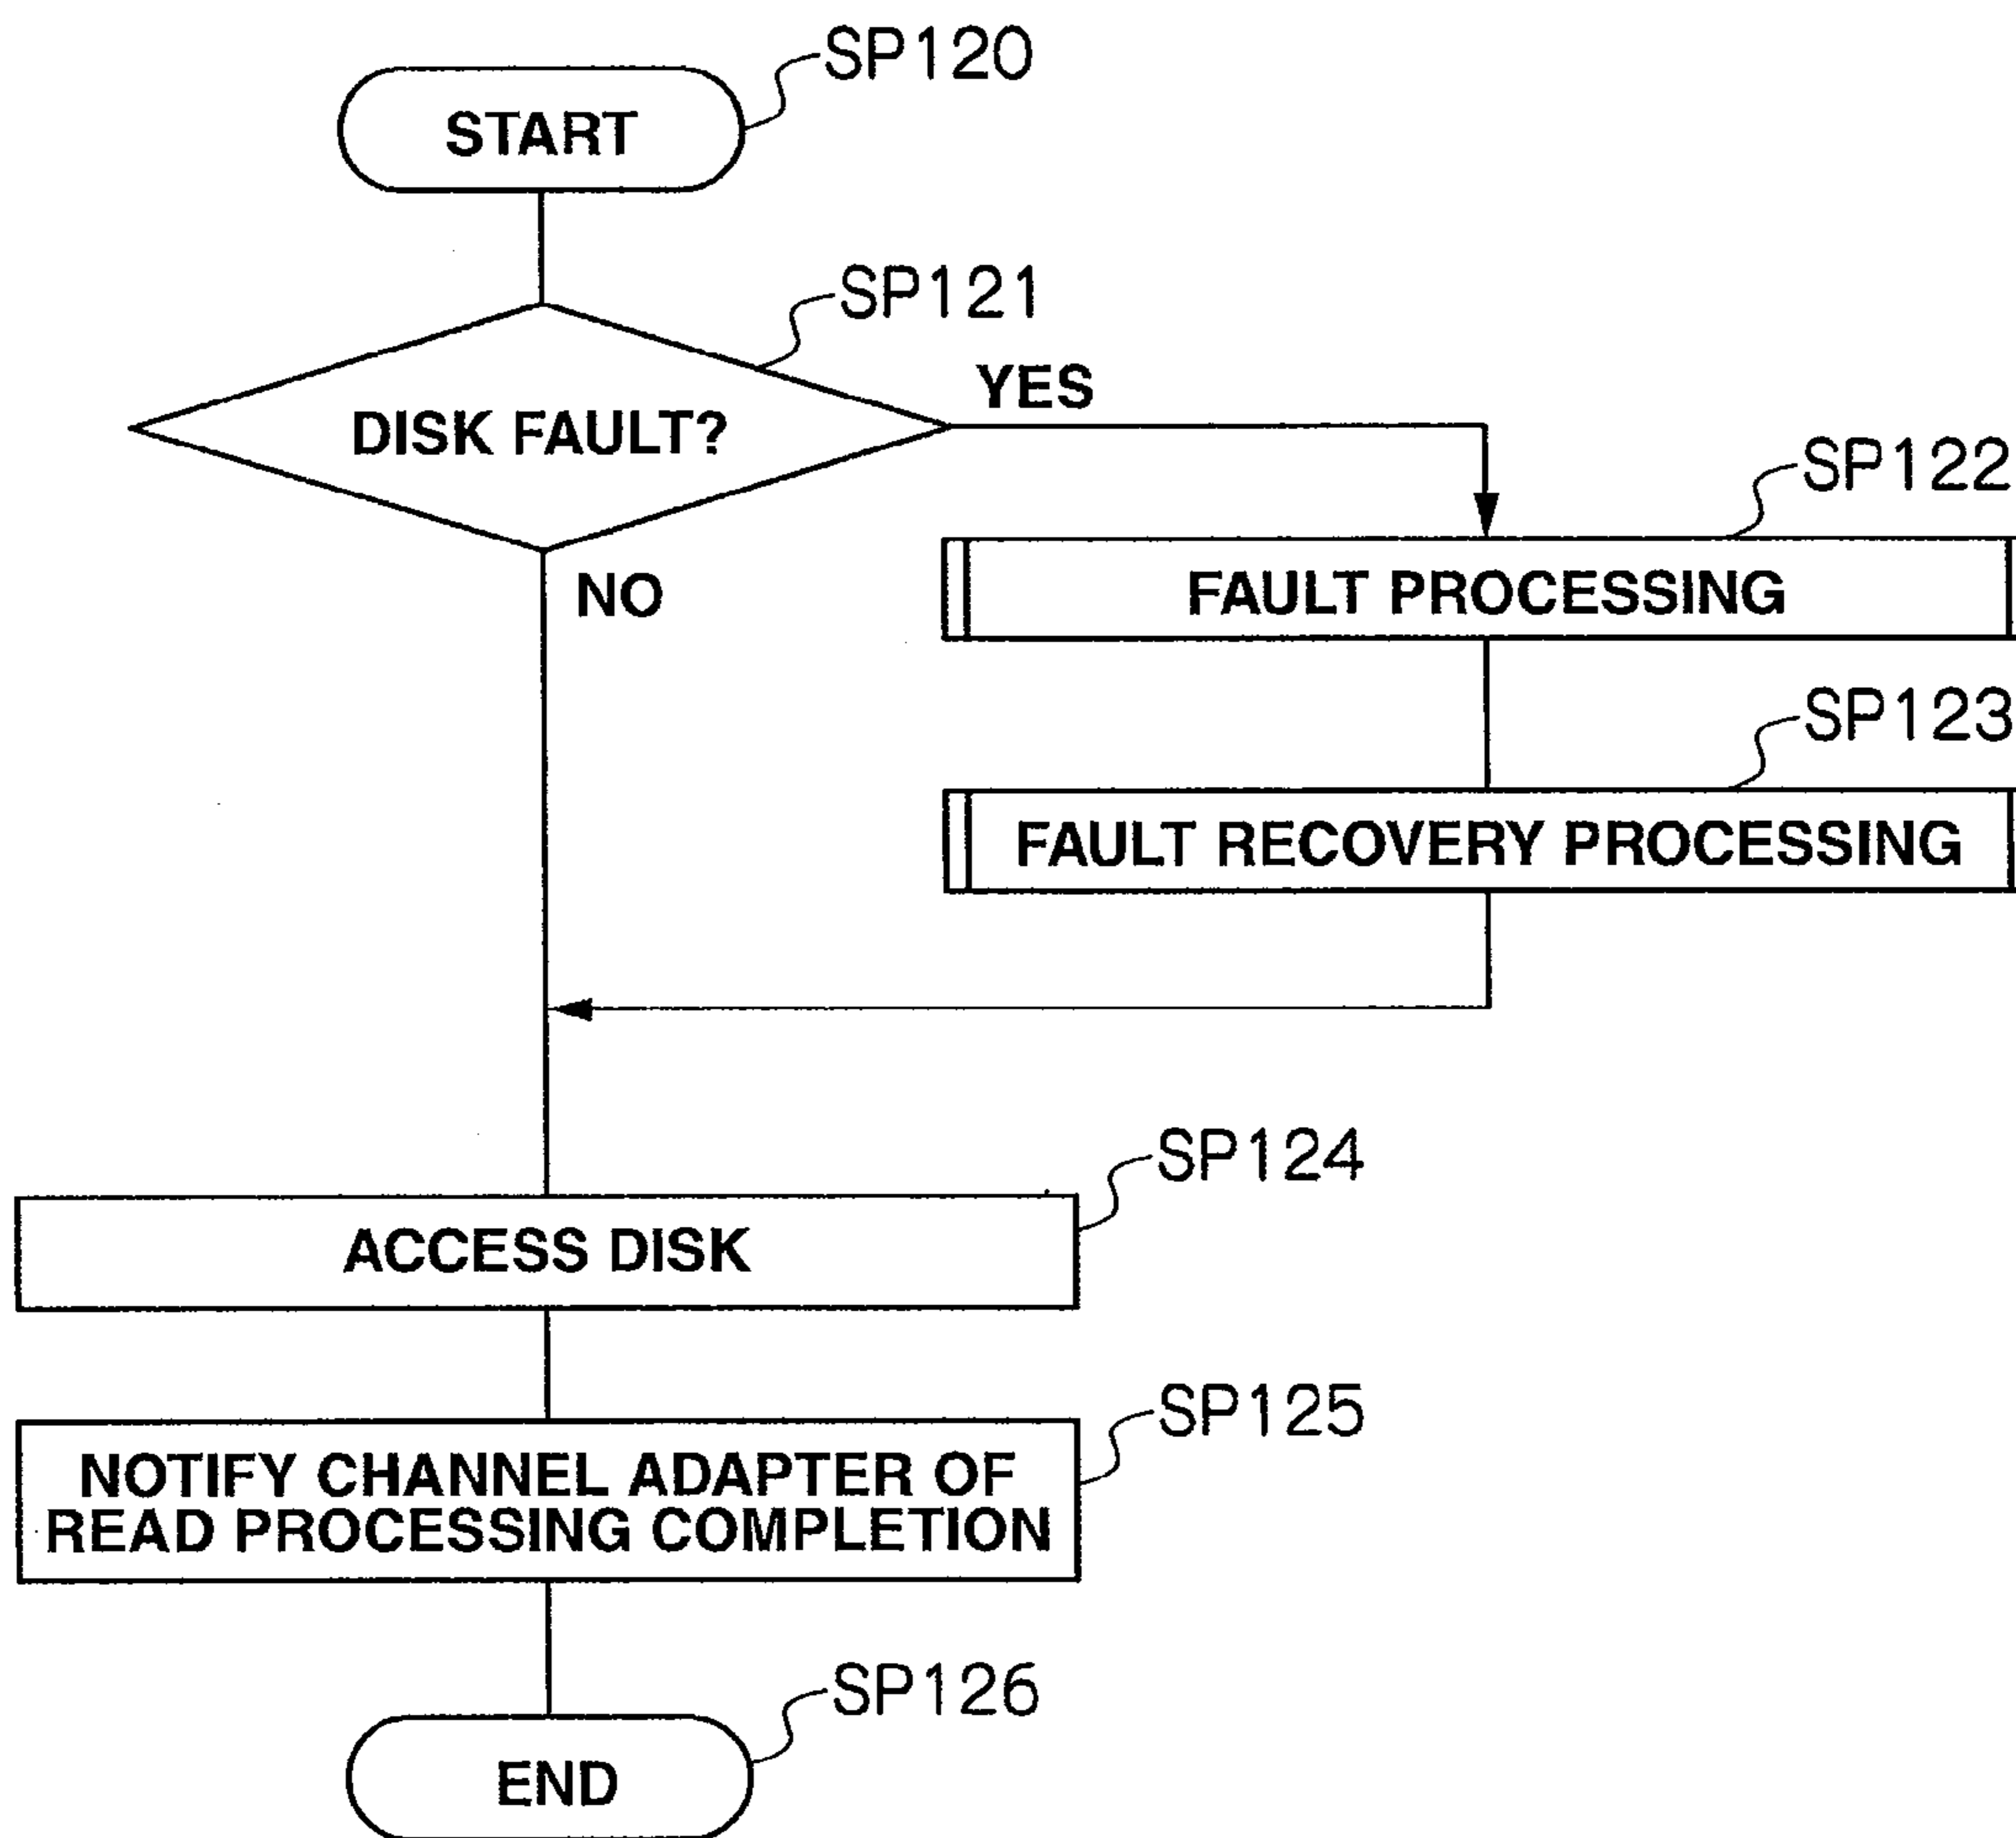 SP120
START
SP121
DISK FAULT?
YES
SP122
NO
FAULT PROCESSING
SP123
FAULT RECOVERY PROCESSING
SP124
ACCESS DISK
SP125
NOTIFY CHANNEL ADAPTER OF
READ PROCESSING COMPLETION
SP126
END